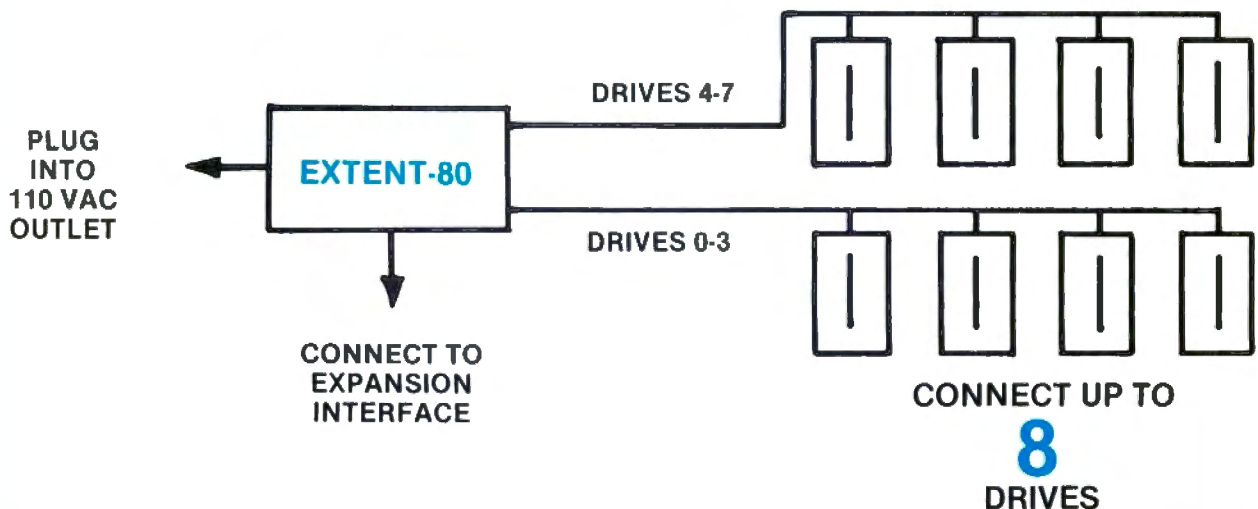 PLUG
INTO
110 VAC
OUTLET
EXTENT-80
DRIVES 4-7
DRIVES 0-3
CONNECT TO
EXPANSION
INTERFACE
CONNECT UP TO
8
DRIVES